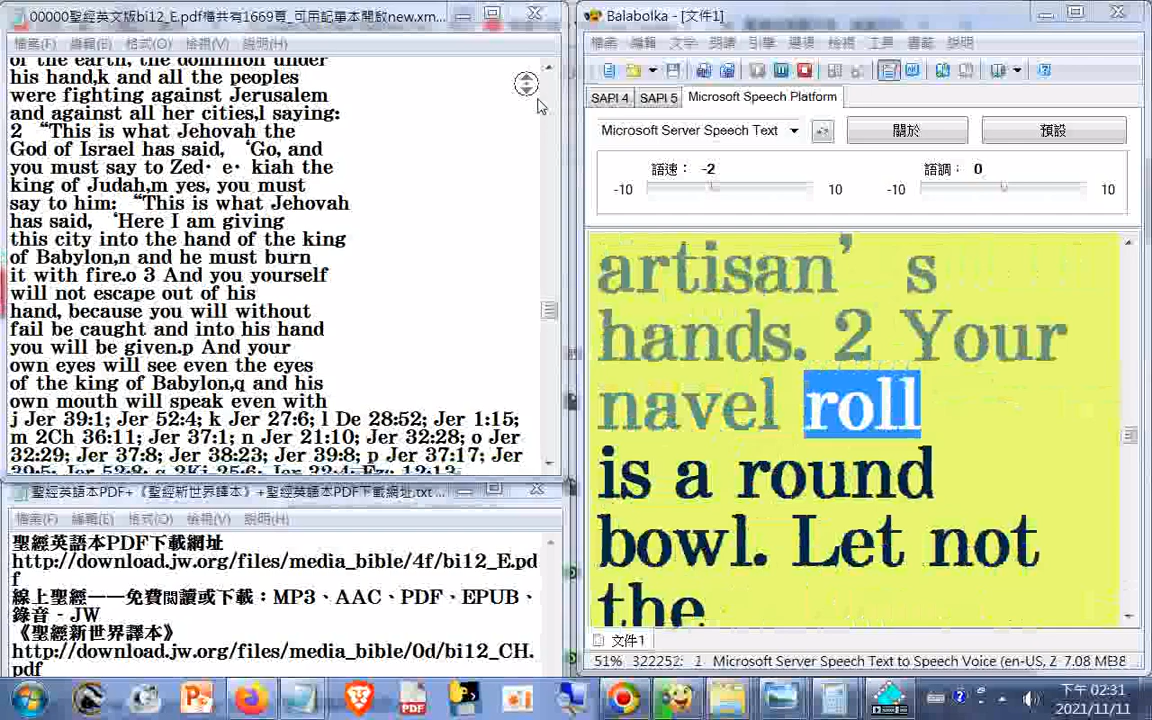 00000聖經英文版bi12_E.pdf檔共有1669頁_可用記事本開啟new.xm...
檔案(F) 編輯(E) 格式(O) 檢視(V) 說明(H)
of the earth, the dominion under
his hand,k and all the peoples
were fighting against Jerusalem
and against all her cities,l saying:
2 “This is what Jehovah the
God of Israel has said, ‘Go, and
you must say to Zed· e· kiah the
king of Judah,m yes, you must
say to him: “This is what Jehovah
has said, ‘Here I am giving
this city into the hand of the king
of Babylon,n and he must burn
it with fire.o 3 And you yourself
will not escape out of his
hand, because you will without
fail be caught and into his hand
you will be given.p And your
own eyes will see even the eyes
of the king of Babylon,q and his
own mouth will speak even with
j Jer 39:1; Jer 52:4; k Jer 27:6; l De 28:52; Jer 1:15;
m 2Ch 36:11; Jer 37:1; n Jer 21:10; Jer 32:28; o Jer
32:29; Jer 37:8; Jer 38:23; Jer 39:8; p Jer 37:17; Jer
39:5; Jer 52:8; q 2Ki 25:6; Jer 32:4; Eze 12:13
聖經英語本PDF+《聖經新世界譯本》+聖經英語本PDF下載網址.txt ...
檔案(F) 編輯(E) 格式(O) 檢視(V) 說明(H)
聖經英語本PDF下載網址
http://download.jw.org/files/media_bible/4f/bi12_E.pd
f
線上聖經——免費閱讀或下載：MP3、AAC、PDF、EPUB、
錄音 - JW
《聖經新世界譯本》
http://download.jw.org/files/media_bible/0d/bi12_CH.
pdf
Balabolka - [文件1]
檔案 編輯 文字 朗讀 引擎 選項 檢視 工具 書籤 說明
SAPI 4 SAPI 5 Microsoft Speech Platform
Microsoft Server Speech Text 關於 預設
語速： -2 語調： 0
-10 10 -10 10
artisan’ s
hands. 2 Your
navel roll
is a round
bowl. Let not
the
文件1
51% 322252: 1 Microsoft Server Speech Text to Speech Voice (en-US, Z 7.08 MB
下午 02:31
2021/11/11